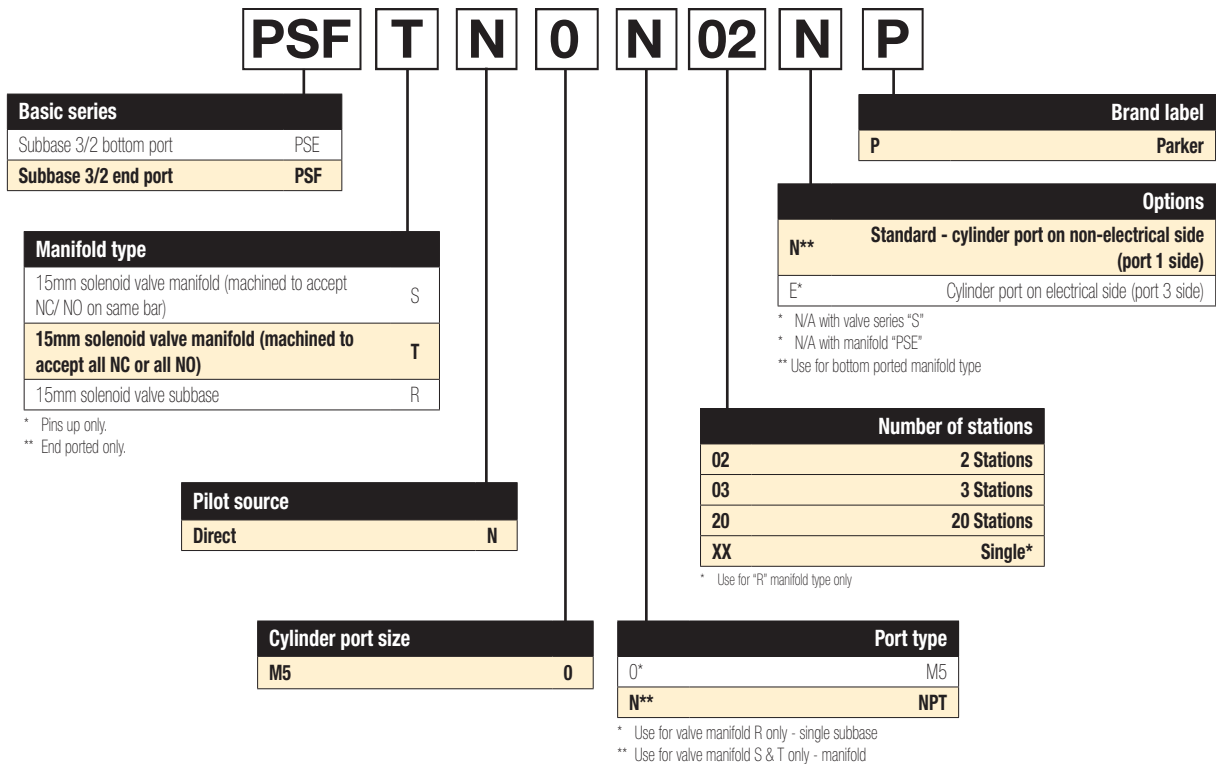 PSF T N 0 N 02 N P
Basic series
Subbase 3/2 bottom port PSE
Subbase 3/2 end port PSF
Brand label
P Parker
Options
N** Standard - cylinder port on non-electrical side
(port 1 side)
E* Cylinder port on electrical side (port 3 side)
* N/A with valve series “S”
* N/A with manifold “PSE”
** Use for bottom ported manifold type
Manifold type
15mm solenoid valve manifold (machined to accept
NC/ NO on same bar) S
15mm solenoid valve manifold (machined to
accept all NC or all NO) T
15mm solenoid valve subbase R
* Pins up only.
** End ported only.
Number of stations
02 2 Stations
03 3 Stations
20 20 Stations
XX Single*
* Use for “R” manifold type only
Pilot source
Direct N
Cylinder port size
M5 0
Port type
0* M5
N** NPT
* Use for valve manifold R only - single subbase
** Use for valve manifold S & T only - manifold